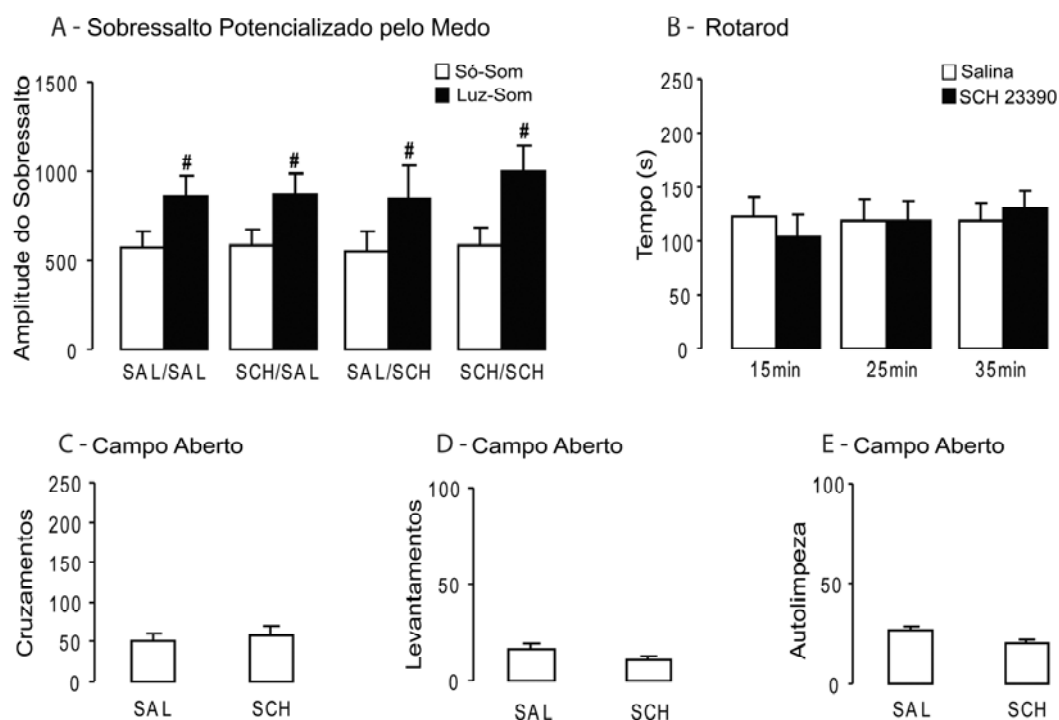 A - Sobressalto Potencializado pelo Medo
Só-Som
Luz-Som
Amplitude do Sobressalto
1500
1000
500
0
# # # #
SAL/SAL SCH/SAL SAL/SCH SCH/SCH
B - Rotarod
Salina
SCH 23390
Tempo (s)
250
200
150
100
50
0
15min 25min 35min
C - Campo Aberto
Cruzamentos
250
200
150
100
50
0
SAL SCH
D - Campo Aberto
Levantamentos
100
50
0
SAL SCH
E - Campo Aberto
Autolimpeza
100
50
0
SAL SCH